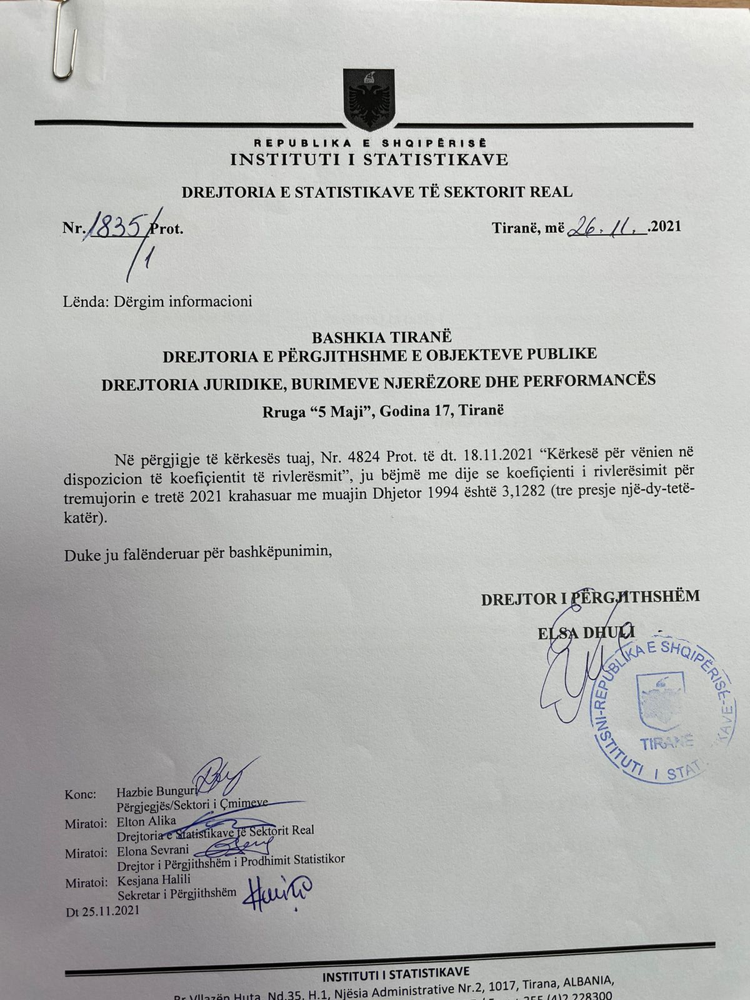 REPUBLIKA E SHQIPËRISË
INSTITUTI I STATISTIKAVE
DREJTORIA E STATISTIKAVE TË SEKTORIT REAL
Nr. 1835/1 Prot.
Tiranë, më 26.11..2021
Lënda: Dërgim informacioni
BASHKIA TIRANË
DREJTORIA E PËRGJITHSHME E OBJEKTEVE PUBLIKE
DREJTORIA JURIDIKE, BURIMEVE NJERËZORE DHE PERFORMANCËS
Rruga “5 Maji”, Godina 17, Tiranë
Në përgjigje të kërkesës tuaj, Nr. 4824 Prot. të dt. 18.11.2021 “Kërkesë për vënien në
dispozicion të koefiçientit të rivlerësmit”, ju bëjmë me dije se koefiçienti i rivlerësimit për
tremujorin e tretë 2021 krahasuar me muajin Dhjetor 1994 është 3,1282 (tre presje një-dy-tetë-
katër).
Duke ju falënderuar për bashkëpunimin,
DREJTOR I PËRGJITHSHËM
ELSA DHULI
INSTITUTI I STAT KAVE-REPUBLIKA E SHQIPËRISË-
TIRANË
Konc: Hazbie Bunguri
Përgjegjës/Sektori i Çmimeve
Miratoi: Elton Alika
Drejtoria e Statistikave të Sektorit Real
Miratoi: Elona Sevrani
Drejtor i Përgjithshëm i Prodhimit Statistikor
Miratoi: Kesjana Halili
Sekretar i Përgjithshëm
Dt 25.11.2021
INSTITUTI I STATISTIKAVE
Rr.Vllazën Huta, Nd.35, H.1, Njësia Administrative Nr.2, 1017, Tirana, ALBANIA,
(4)2 228300